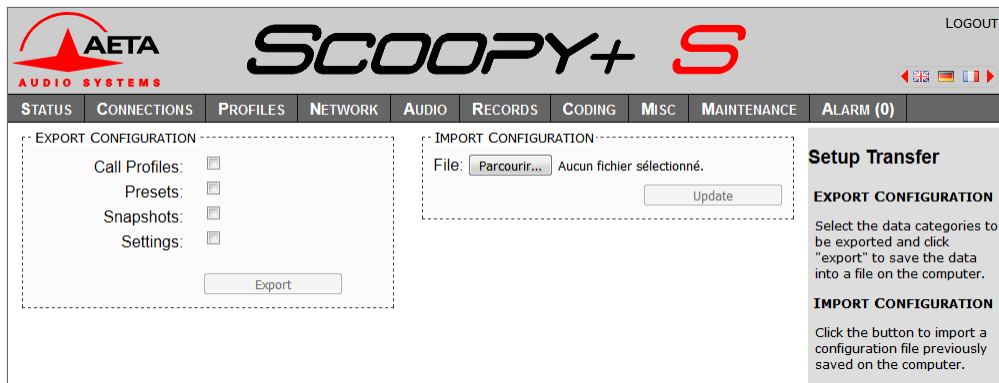 AETA
AUDIO SYSTEMS
SCOOPY+ S
LOGOUT
STATUS CONNECTIONS PROFILES NETWORK AUDIO RECORDS CODING MISC MAINTENANCE ALARM (0)
EXPORT CONFIGURATION
Call Profiles:
Presets:
Snapshots:
Settings:
Export
IMPORT CONFIGURATION
File: Parcourir... Aucun fichier sélectionné.
Update
Setup Transfer
EXPORT CONFIGURATION
Select the data categories to
be exported and click
"export" to save the data
into a file on the computer.
IMPORT CONFIGURATION
Click the button to import a
configuration file previously
saved on the computer.